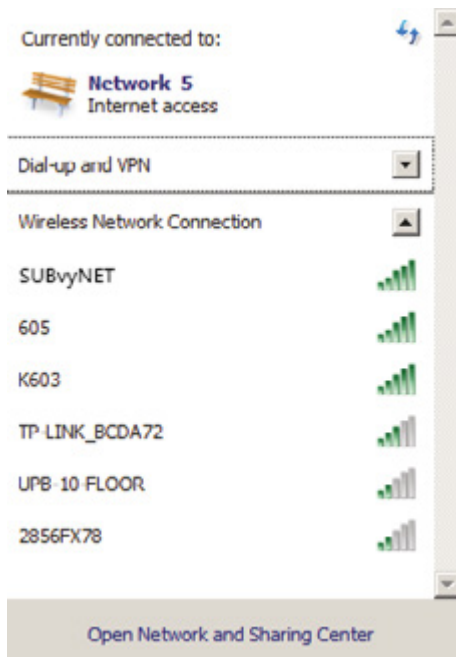 Currently connected to:
Network 5
Internet access
Dial-up and VPN
Wireless Network Connection
SUBvyNET
605
K603
TP-LINK_BCDA72
UPB-10-FLOOR
2856FX78
Open Network and Sharing Center